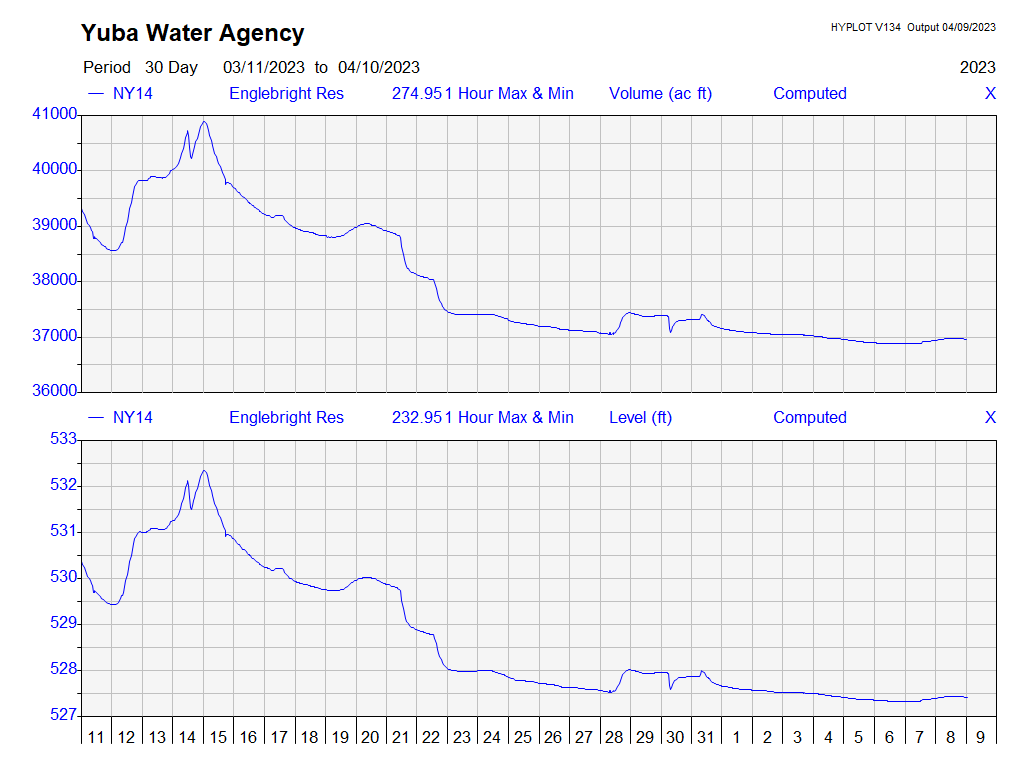 Yuba Water Agency
HYPLOT V134 Output 04/09/2023
Period 30 Day 03/11/2023 to 04/10/2023 2023
NY14 Englebright Res 274.951 Hour Max & Min Volume (ac ft) Computed X
41000
40000
39000
38000
37000
36000
NY14 Englebright Res 232.951 Hour Max & Min Level (ft) Computed X
533
532
531
530
529
528
527
11 12 13 14 15 16 17 18 19 20 21 22 23 24 25 26 27 28 29 30 31 1 2 3 4 5 6 7 8 9